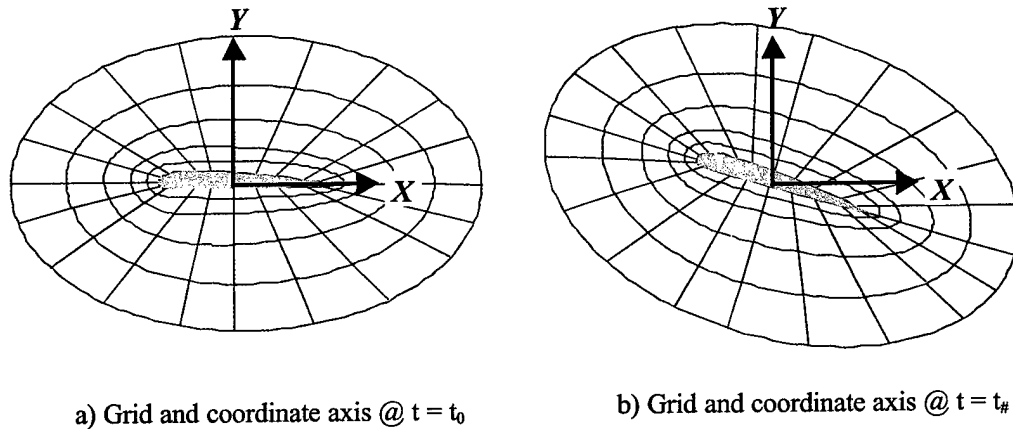 Y
X
a) Grid and coordinate axis @ t = t₀
Y
X
b) Grid and coordinate axis @ t = t#